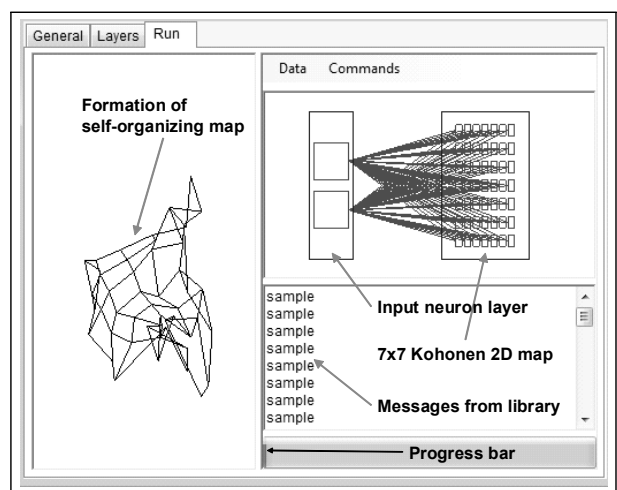 General Layers Run
Data Commands
Formation of
self-organizing map
sample
sample
sample
sample
sample
sample
sample
sample
Input neuron layer
7x7 Kohonen 2D map
Messages from library
Progress bar